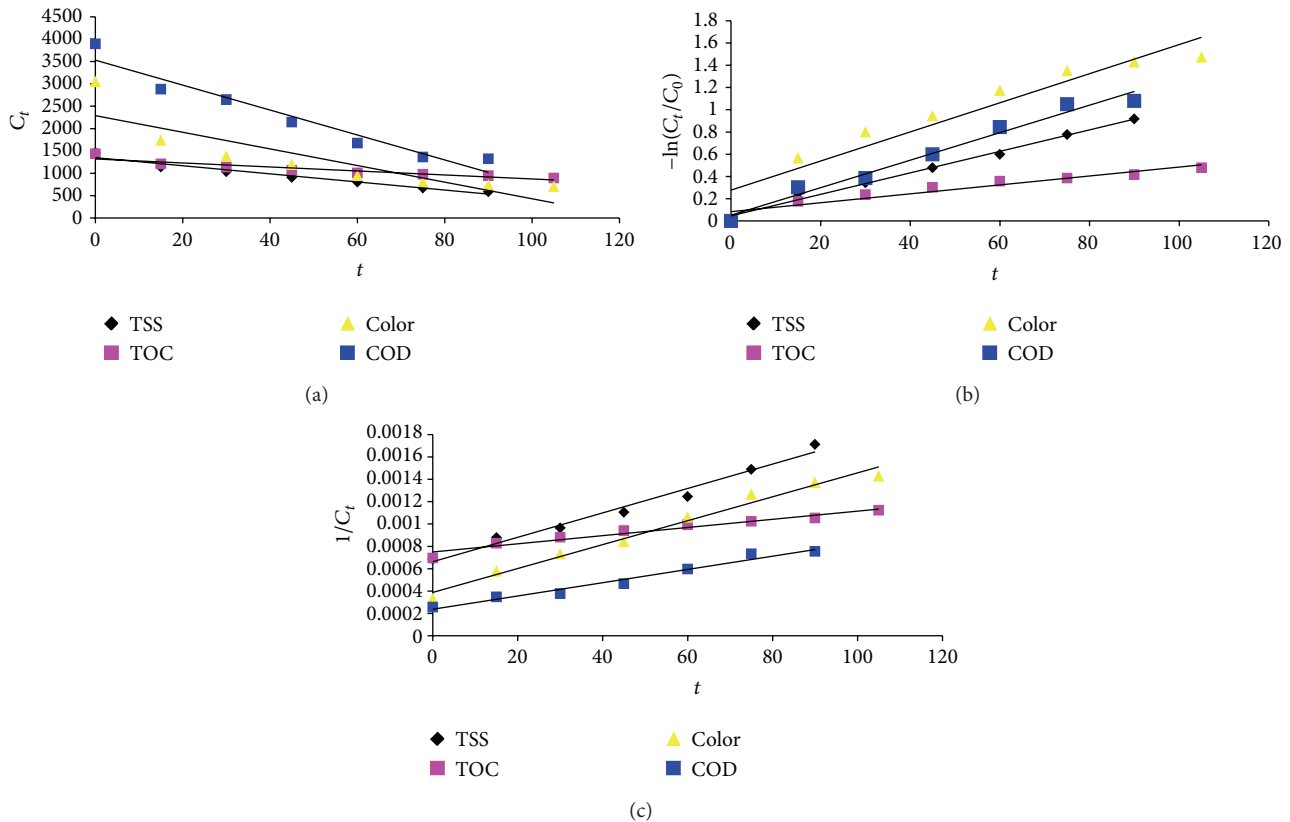 4500
4000
3500
3000
2500
2000
1500
1000
500
0
C_t
0 20 40 60 80 100 120
t
TSS Color
TOC COD
(a)
1.8
1.6
1.4
1.2
1
0.8
0.6
0.4
0.2
0
−ln(C_t/C_0)
0 20 40 60 80 100 120
t
TSS Color
TOC COD
(b)
0.0018
0.0016
0.0014
0.0012
0.001
0.0008
0.0006
0.0004
0.0002
0
1/C_t
0 20 40 60 80 100 120
t
TSS Color
TOC COD
(c)